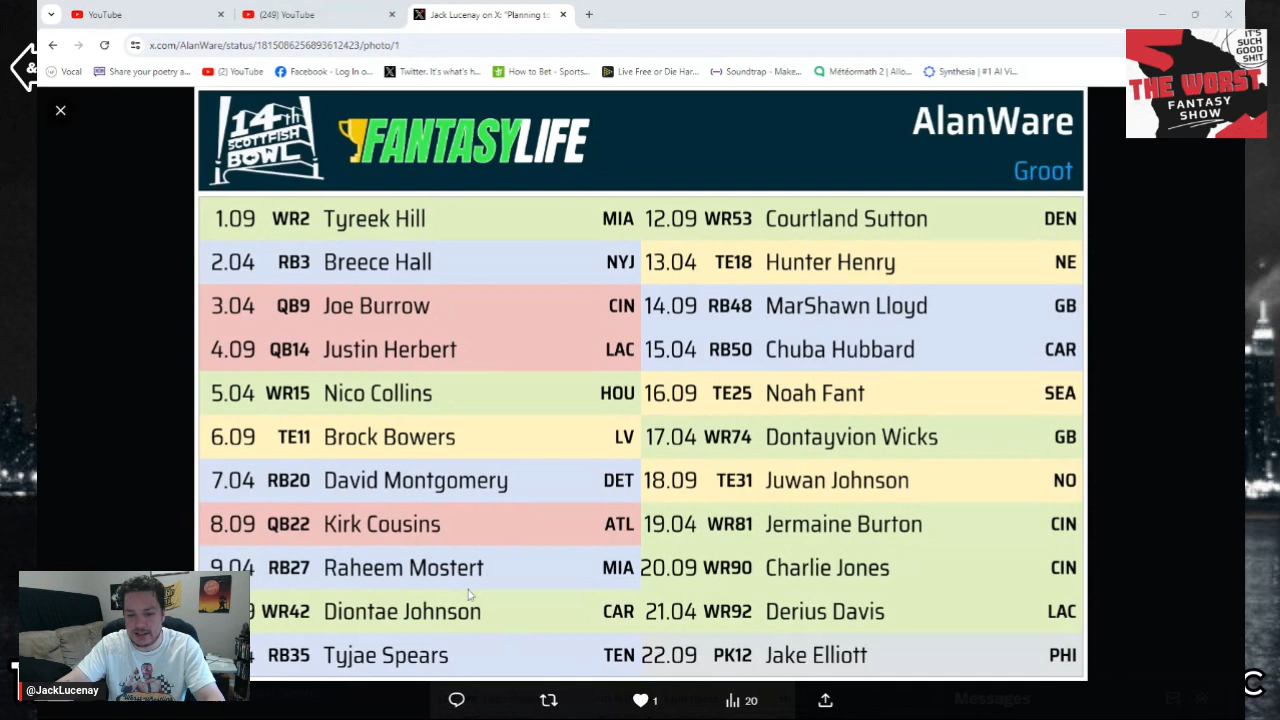 YouTube
(249) YouTube
Jack Lucenay on X: "Planning to
x.com/AlanWare/status/1815086256893612423/photo/1
Vocal
Share your poetry a...
(2) YouTube
Facebook - Log In o...
Twitter. It's what's h...
How to Bet - Sports...
Live Free or Die Har...
Soundtrap - Make...
Météormath 2 | Allo...
Synthesia | #1 AI Vi...
IT'S SUCH GOOD SH!T
THE WORST
FANTASY
SHOW
&
14th
SCOTTFISH
BOWL
FANTASYLIFE
AlanWare
Groot
1.09 WR2 Tyreek Hill MIA
2.04 RB3 Breece Hall NYJ
3.04 QB9 Joe Burrow CIN
4.09 QB14 Justin Herbert LAC
5.04 WR15 Nico Collins HOU
6.09 TE11 Brock Bowers LV
7.04 RB20 David Montgomery DET
8.09 QB22 Kirk Cousins ATL
9.04 RB27 Raheem Mostert MIA
WR42 Diontae Johnson CAR
RB35 Tyjae Spears TEN
12.09 WR53 Courtland Sutton DEN
13.04 TE18 Hunter Henry NE
14.09 RB48 MarShawn Lloyd GB
15.04 RB50 Chuba Hubbard CAR
16.09 TE25 Noah Fant SEA
17.04 WR74 Dontayvion Wicks GB
18.09 TE31 Juwan Johnson NO
19.04 WR81 Jermaine Burton CIN
20.09 WR90 Charlie Jones CIN
21.04 WR92 Derius Davis LAC
22.09 PK12 Jake Elliott PHI
@JackLucenay
1
20
Messages